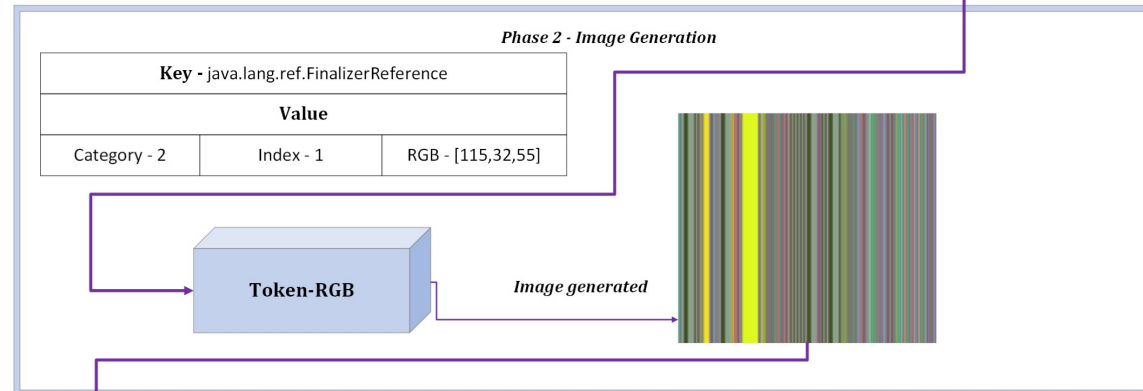 Phase 2 - Image Generation
Key - java.lang.ref.FinalizerReference
Value
Category - 2
Index - 1
RGB - [115,32,55]
Token-RGB
Image generated